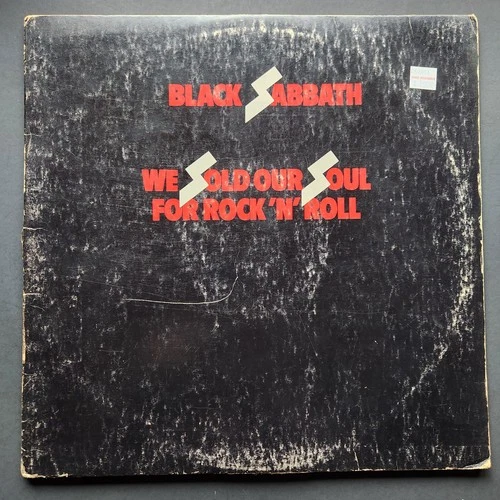 BLACK SABBATH
WE SOLD OUR SOUL
FOR ROCK 'N' ROLL